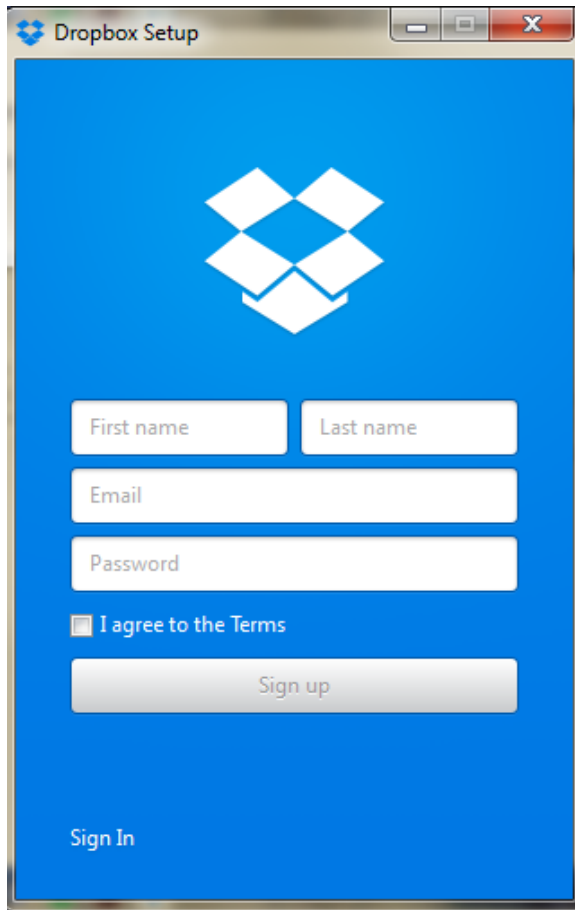 Dropbox Setup
First name Last name
Email
Password
I agree to the Terms
Sign up
Sign In